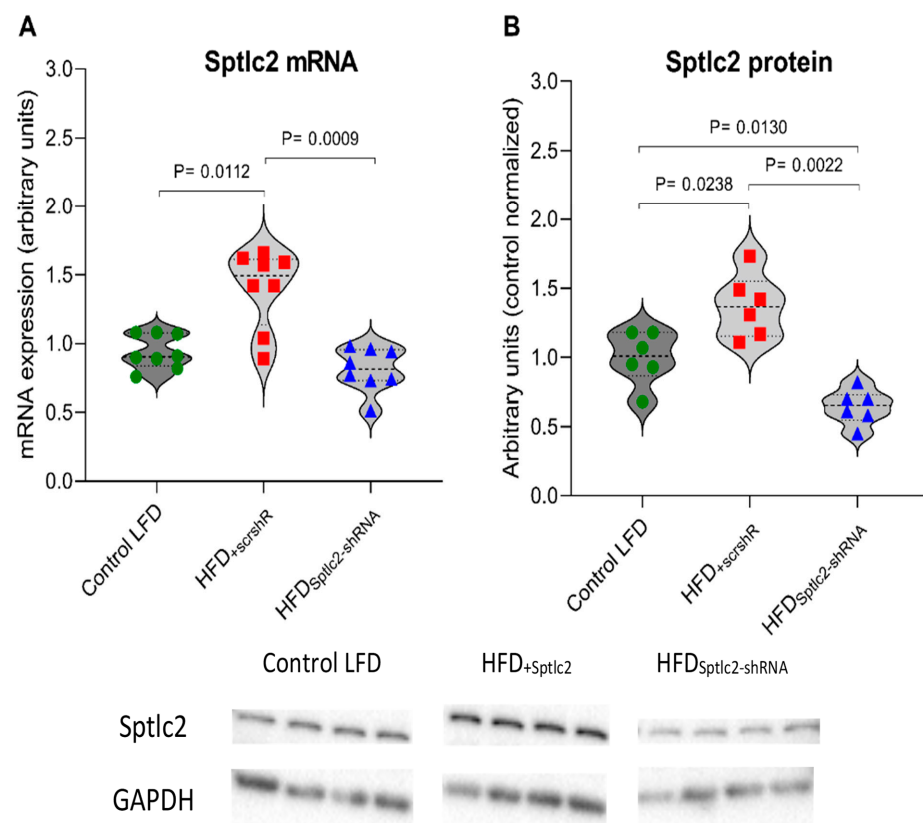 A
Sptlc2 mRNA
mRNA expression (arbitrary units)
3.0
2.5
2.0
1.5
1.0
0.5
0.0
P= 0.0112
P= 0.0009
Control LFD
HFD+scrshR
HFDSptlc2-shRNA
B
Sptlc2 protein
Arbitrary units (control normalized)
3.0
2.5
2.0
1.5
1.0
0.5
0.0
P= 0.0130
P= 0.0238
P= 0.0022
Control LFD
HFD+scrshR
HFDSptlc2-shRNA
Control LFD
HFD+Sptlc2
HFDSptlc2-shRNA
Sptlc2
GAPDH